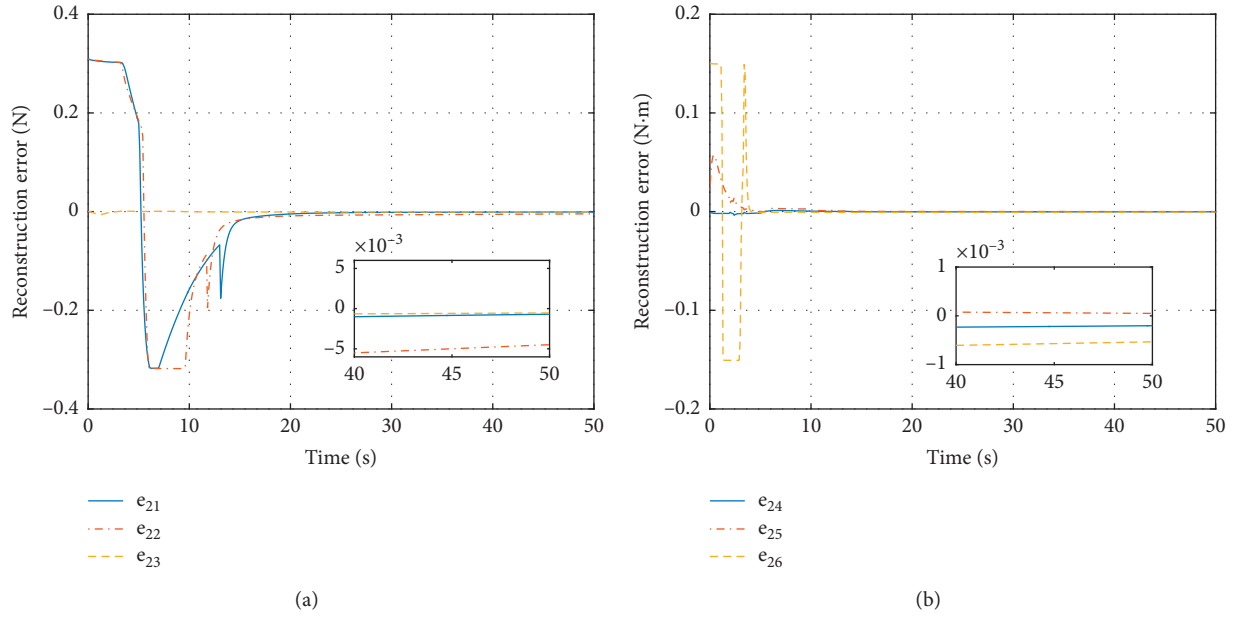 0.4
0.2
0
−0.2
−0.4
Reconstruction error (N)
×10⁻³
5
0
−5
40 45 50
0 10 20 30 40 50
Time (s)
e₂₁
e₂₂
e₂₃
(a)
0.2
0.1
0
−0.1
−0.2
Reconstruction error (N·m)
×10⁻³
1
0
−1
40 45 50
0 10 20 30 40 50
Time (s)
e₂₄
e₂₅
e₂₆
(b)